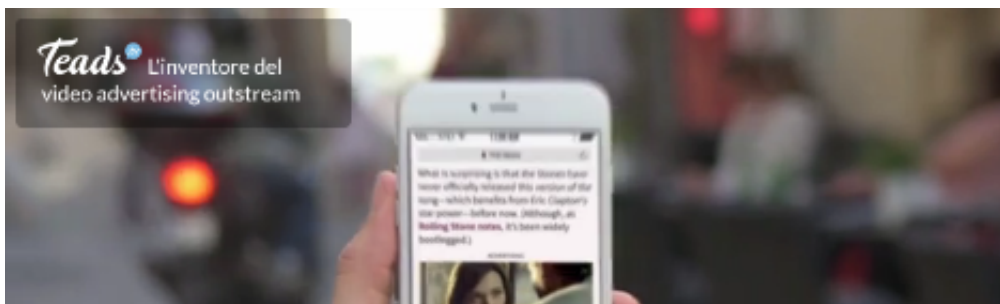 Teads L'inventore del
video advertising outstream
What is surprising is that the Stones have
never officially released this version of the
song—which benefits from Eric Clapton's
star power—before now. (Although, as
Rolling Stone notes, it's been widely
bootlegged.)